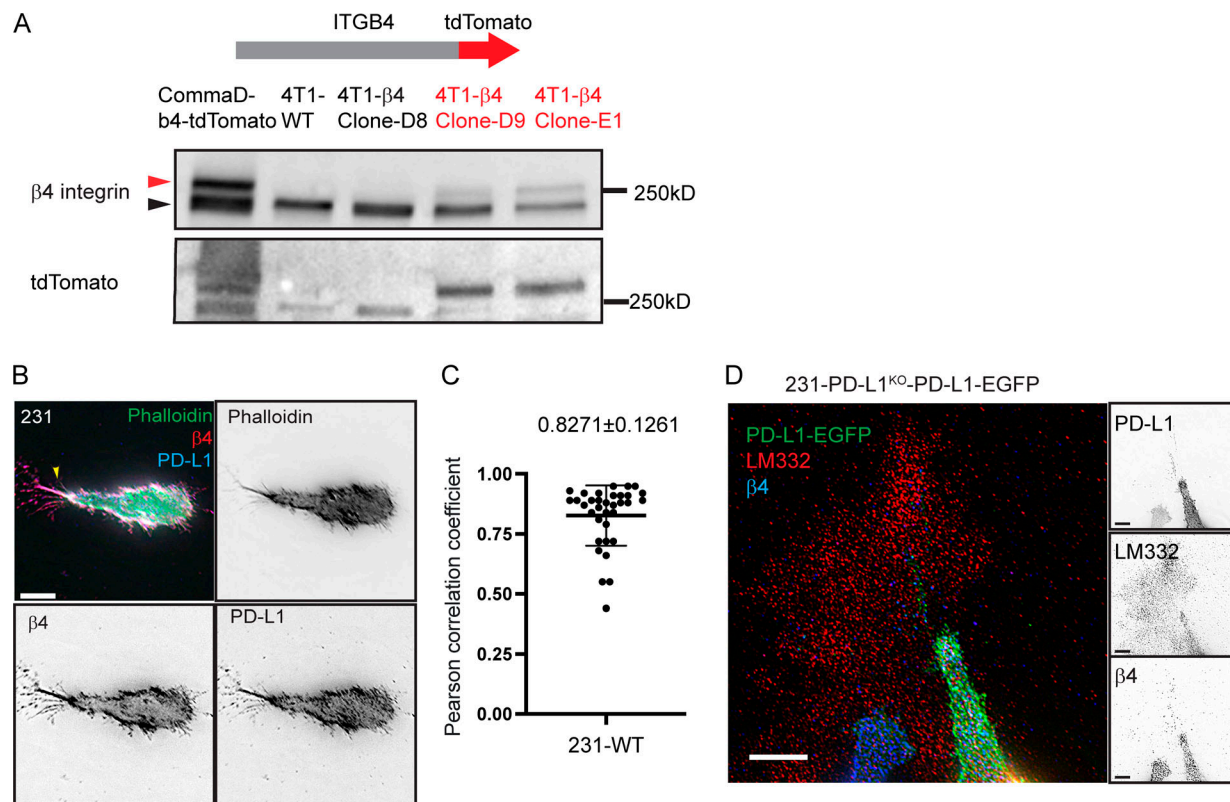 A
ITGB4 tdTomato
CommaD- 4T1- 4T1-β4 4T1-β4 4T1-β4
b4-tdTomato WT Clone-D8 Clone-D9 Clone-E1
β4 integrin
250kD
tdTomato
250kD
B
231
Phalloidin
β4
PD-L1
Phalloidin
β4
PD-L1
C
0.8271±0.1261
Pearson correlation coefficient
1.00
0.75
0.50
0.25
0.00
231-WT
D
231-PD-L1ᴷᴼ-PD-L1-EGFP
PD-L1-EGFP
LM332
β4
PD-L1
LM332
β4